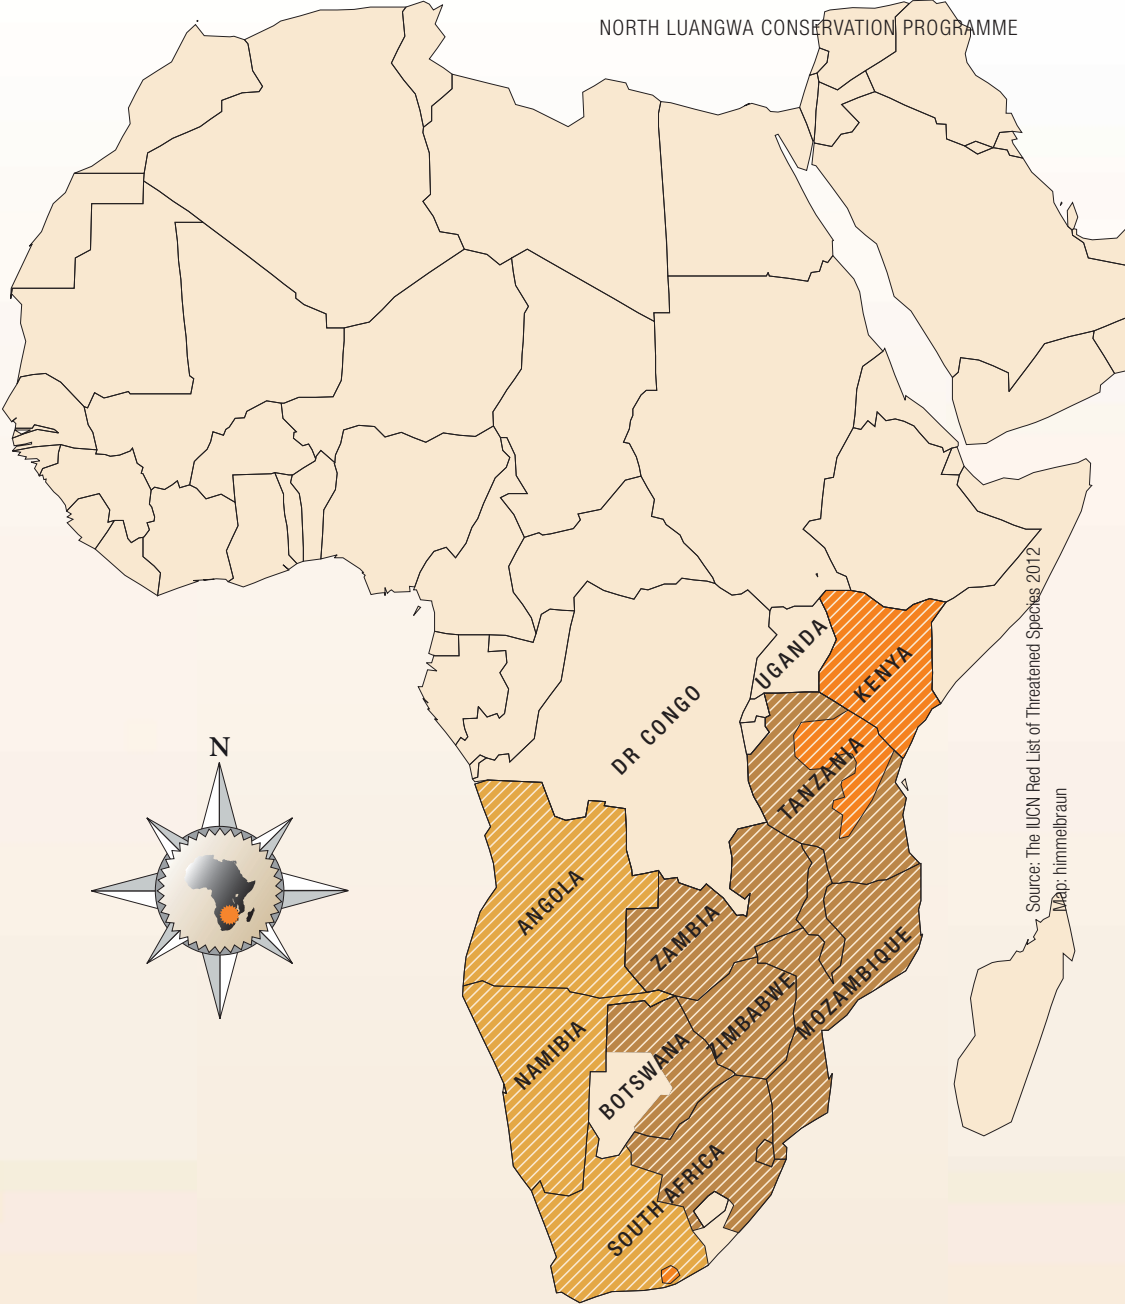 NORTH LUANGWA CONSERVATION PROGRAMME
UGANDA
KENYA
DR CONGO
TANZANIA
N
ANGOLA
ZAMBIA
MOZAMBIQUE
ZIMBABWE
NAMIBIA
BOTSWANA
SOUTH AFRICA
Source: The IUCN Red List of Threatened Species 2012
Map: himmelbraun